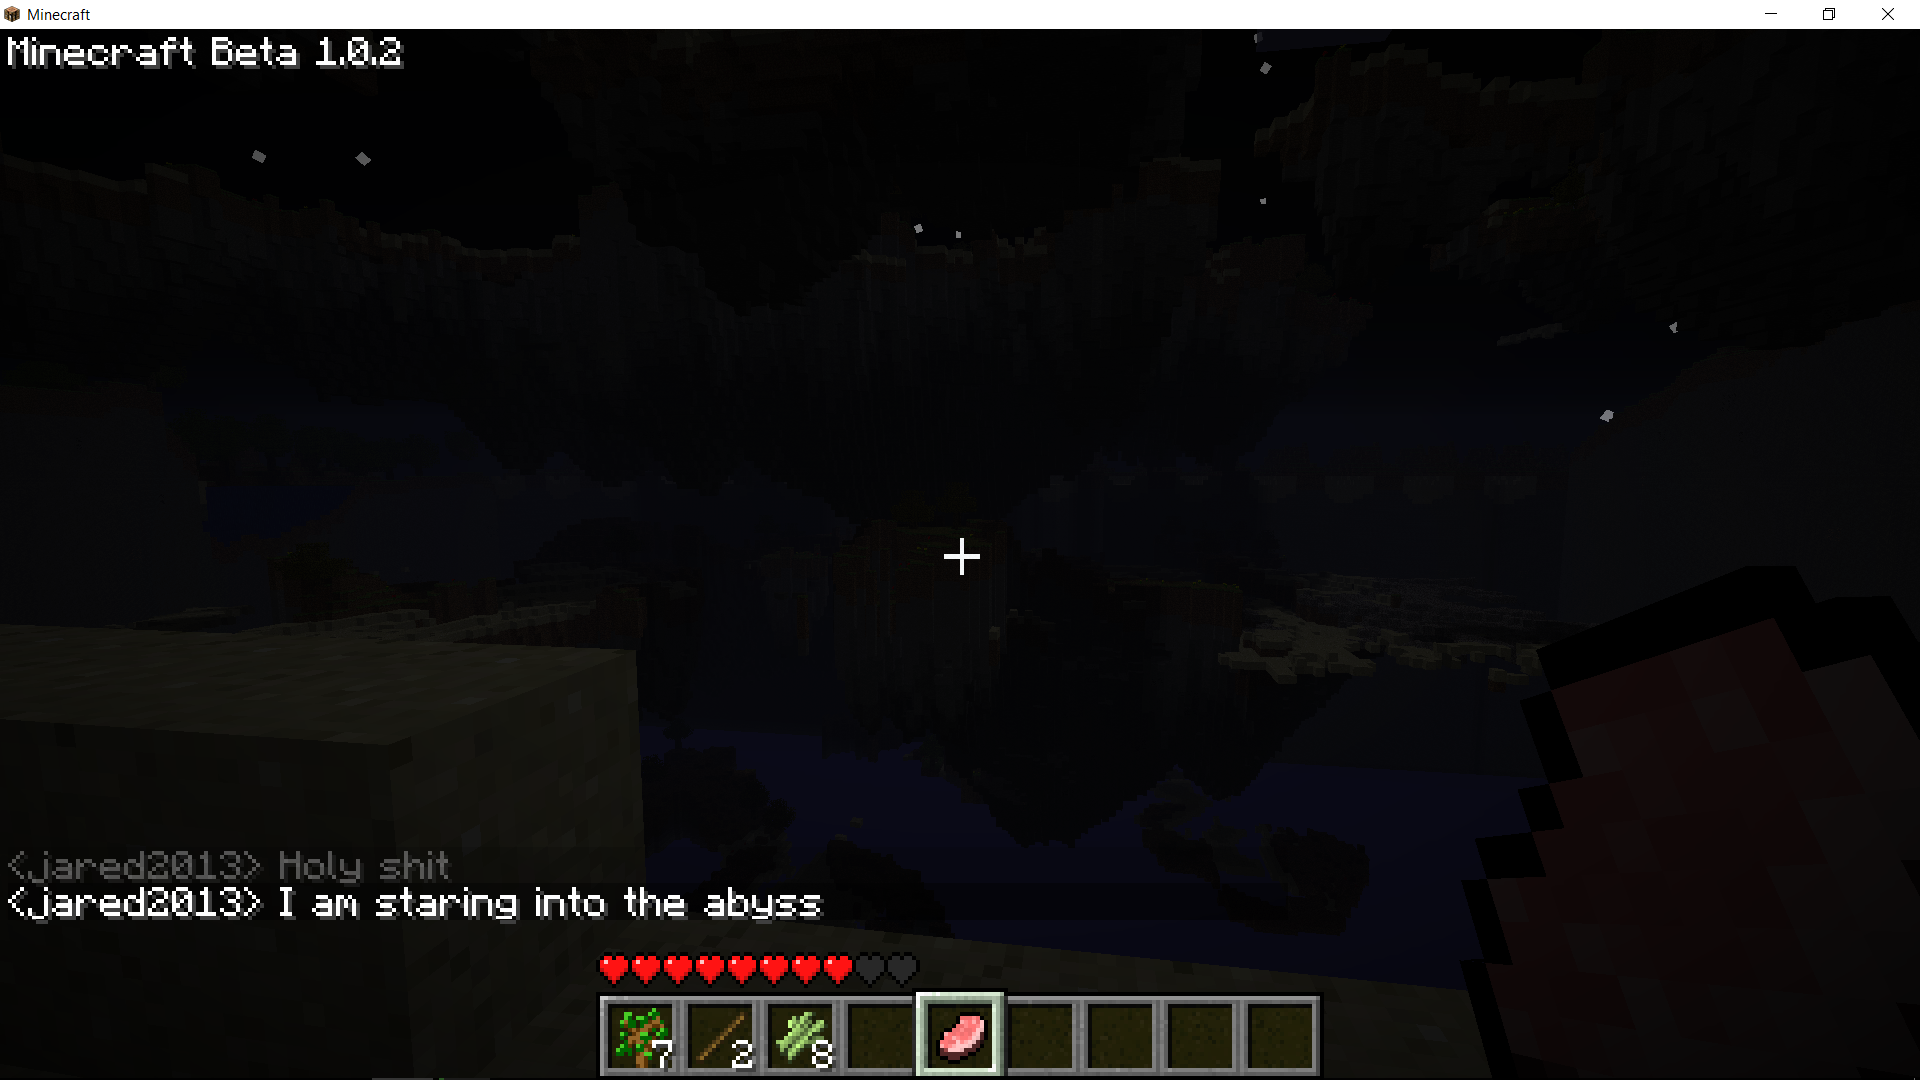 Minecraft
Minecraft Beta 1.0.2
<jared2013> Holy shit
<jared2013> I am staring into the abyss
7 2 8